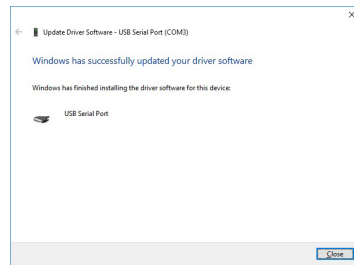 Update Driver Software - USB Serial Port (COM3)
Windows has successfully updated your driver software
Windows has finished installing the driver software for this device:
USB Serial Port
Close